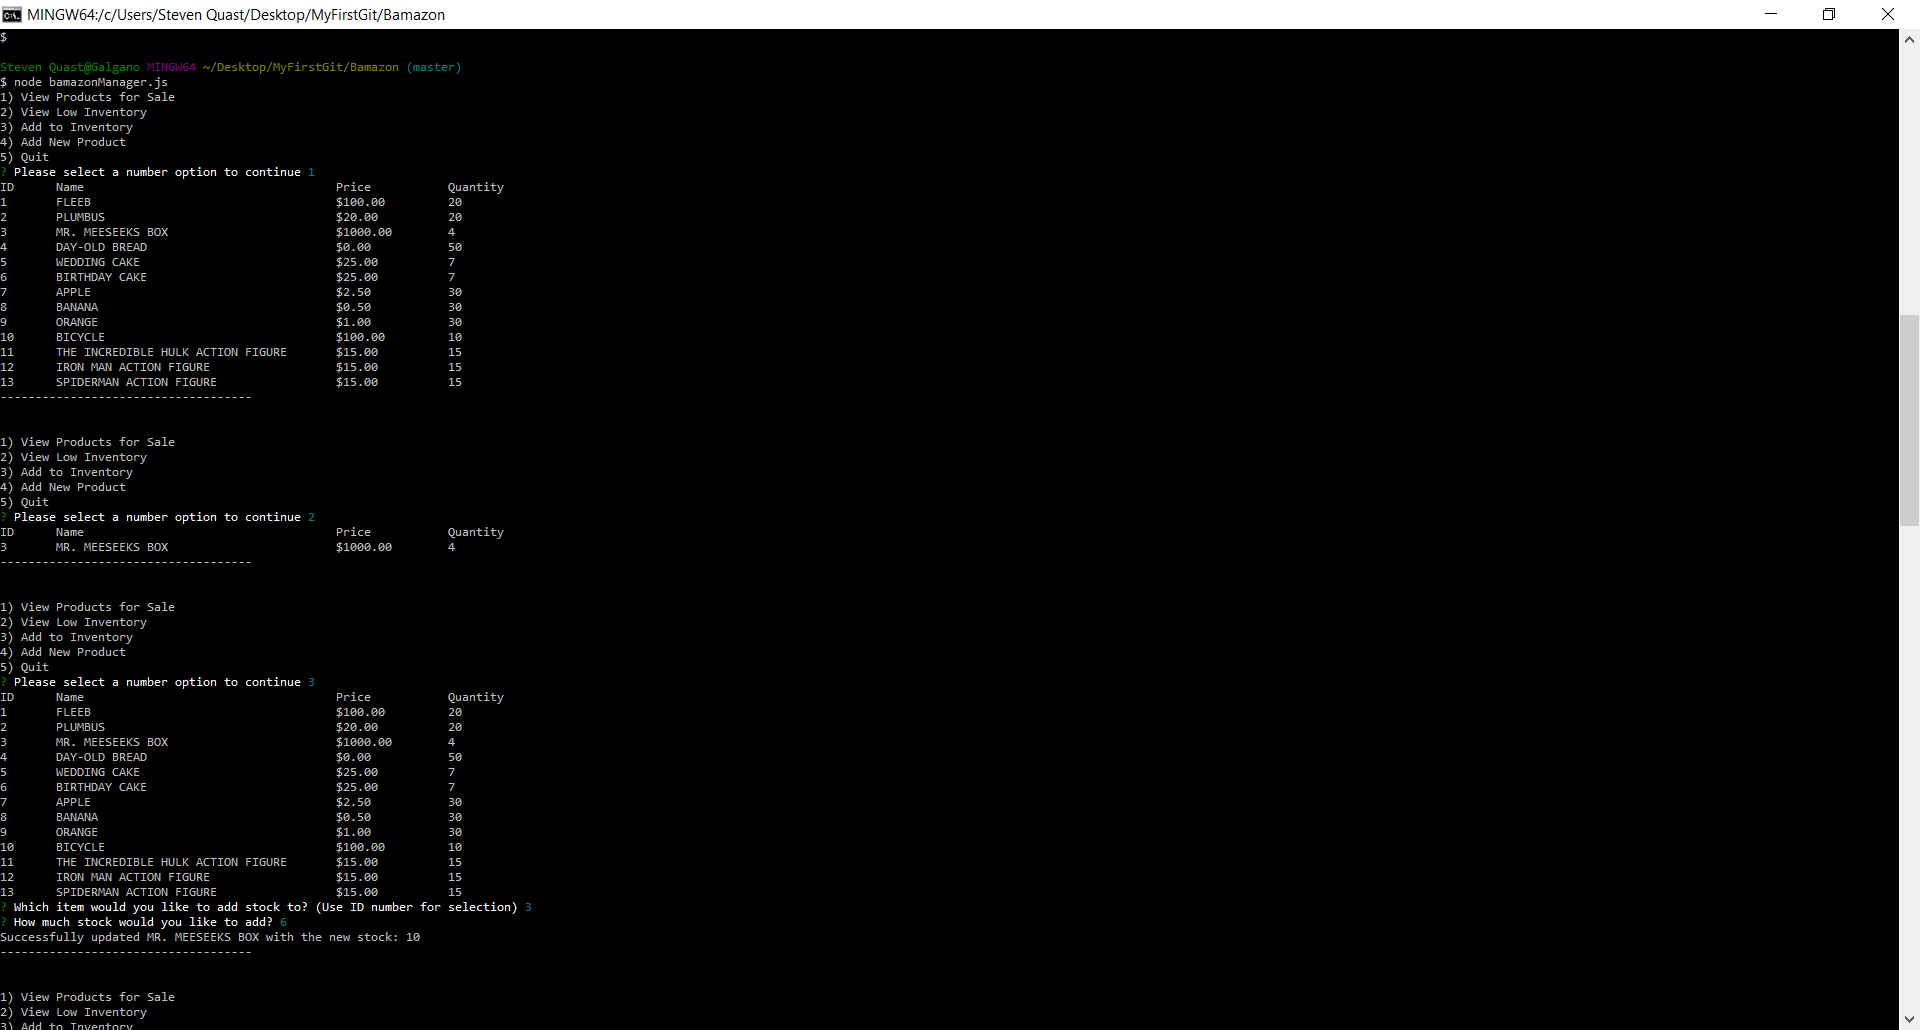 MINGW64:/c/Users/Steven Quast/Desktop/MyFirstGit/Bamazon
$
Steven Quast@Galgano MINGW64 ~/Desktop/MyFirstGit/Bamazon (master)
$ node bamazonManager.js
1) View Products for Sale
2) View Low Inventory
3) Add to Inventory
4) Add New Product
5) Quit
? Please select a number option to continue 1
ID Name Price Quantity
1 FLEEB $100.00 20
2 PLUMBUS $20.00 20
3 MR. MEESEEKS BOX $1000.00 4
4 DAY-OLD BREAD $0.00 50
5 WEDDING CAKE $25.00 7
6 BIRTHDAY CAKE $25.00 7
7 APPLE $2.50 30
8 BANANA $0.50 30
9 ORANGE $1.00 30
10 BICYCLE $100.00 10
11 THE INCREDIBLE HULK ACTION FIGURE $15.00 15
12 IRON MAN ACTION FIGURE $15.00 15
13 SPIDERMAN ACTION FIGURE $15.00 15
------------------------------------
1) View Products for Sale
2) View Low Inventory
3) Add to Inventory
4) Add New Product
5) Quit
? Please select a number option to continue 2
ID Name Price Quantity
3 MR. MEESEEKS BOX $1000.00 4
------------------------------------
1) View Products for Sale
2) View Low Inventory
3) Add to Inventory
4) Add New Product
5) Quit
? Please select a number option to continue 3
ID Name Price Quantity
1 FLEEB $100.00 20
2 PLUMBUS $20.00 20
3 MR. MEESEEKS BOX $1000.00 4
4 DAY-OLD BREAD $0.00 50
5 WEDDING CAKE $25.00 7
6 BIRTHDAY CAKE $25.00 7
7 APPLE $2.50 30
8 BANANA $0.50 30
9 ORANGE $1.00 30
10 BICYCLE $100.00 10
11 THE INCREDIBLE HULK ACTION FIGURE $15.00 15
12 IRON MAN ACTION FIGURE $15.00 15
13 SPIDERMAN ACTION FIGURE $15.00 15
? Which item would you like to add stock to? (Use ID number for selection) 3
? How much stock would you like to add? 6
Successfully updated MR. MEESEEKS BOX with the new stock: 10
------------------------------------
1) View Products for Sale
2) View Low Inventory
3) Add to Inventory